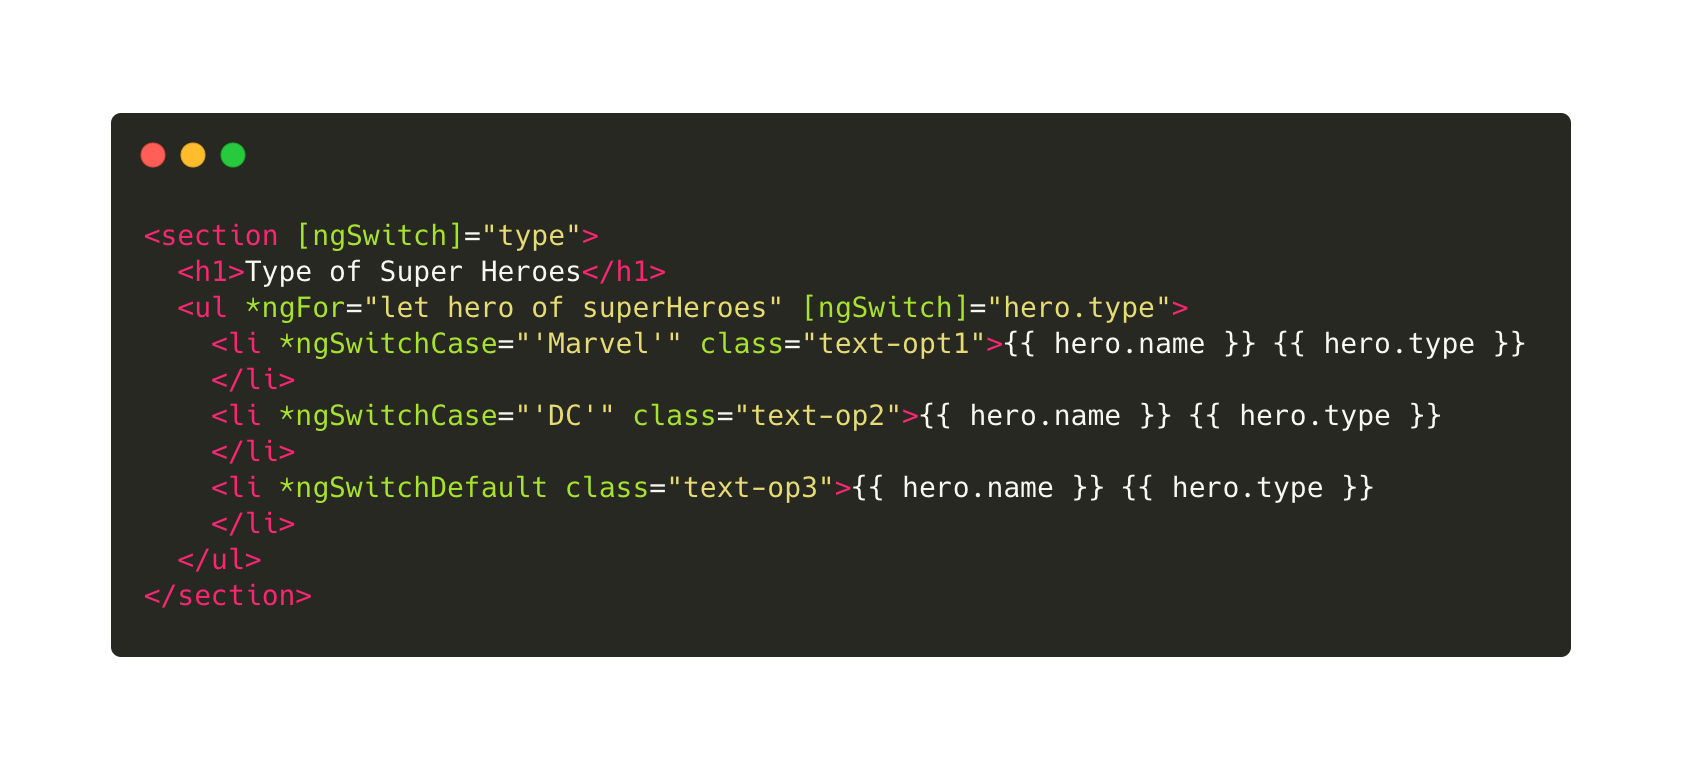 <section [ngSwitch]="type">
  <h1>Type of Super Heroes</h1>
  <ul *ngFor="let hero of superHeroes" [ngSwitch]="hero.type">
    <li *ngSwitchCase="'Marvel'" class="text-opt1">{{ hero.name }} {{ hero.type }}
    </li>
    <li *ngSwitchCase="'DC'" class="text-op2">{{ hero.name }} {{ hero.type }}
    </li>
    <li *ngSwitchDefault class="text-op3">{{ hero.name }} {{ hero.type }}
    </li>
  </ul>
</section>